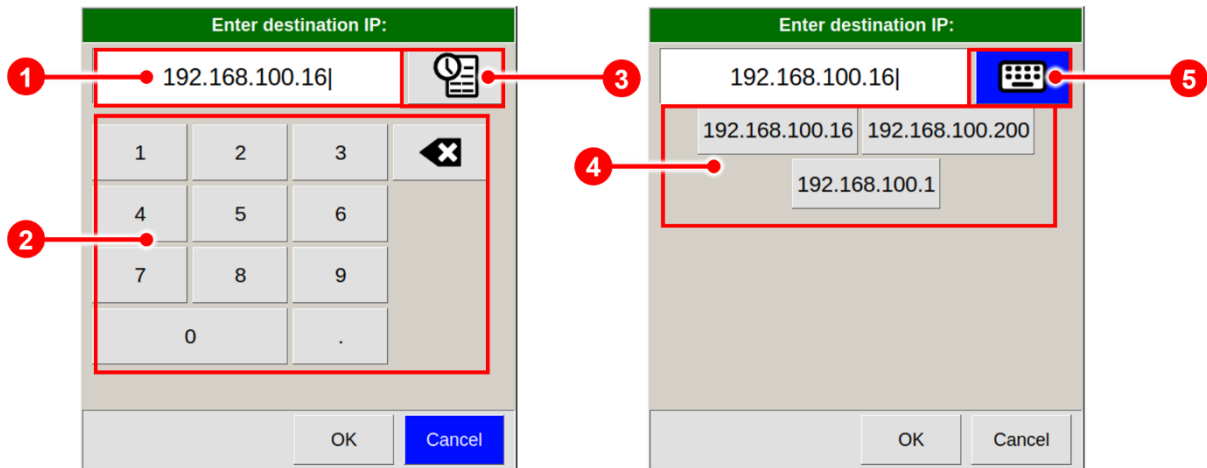 Enter destination IP:
1
192.168.100.16
3
1 2 3
4 5 6
2
7 8 9
0 .
OK Cancel
Enter destination IP:
192.168.100.16
5
192.168.100.16 192.168.100.200
4
192.168.100.1
OK Cancel